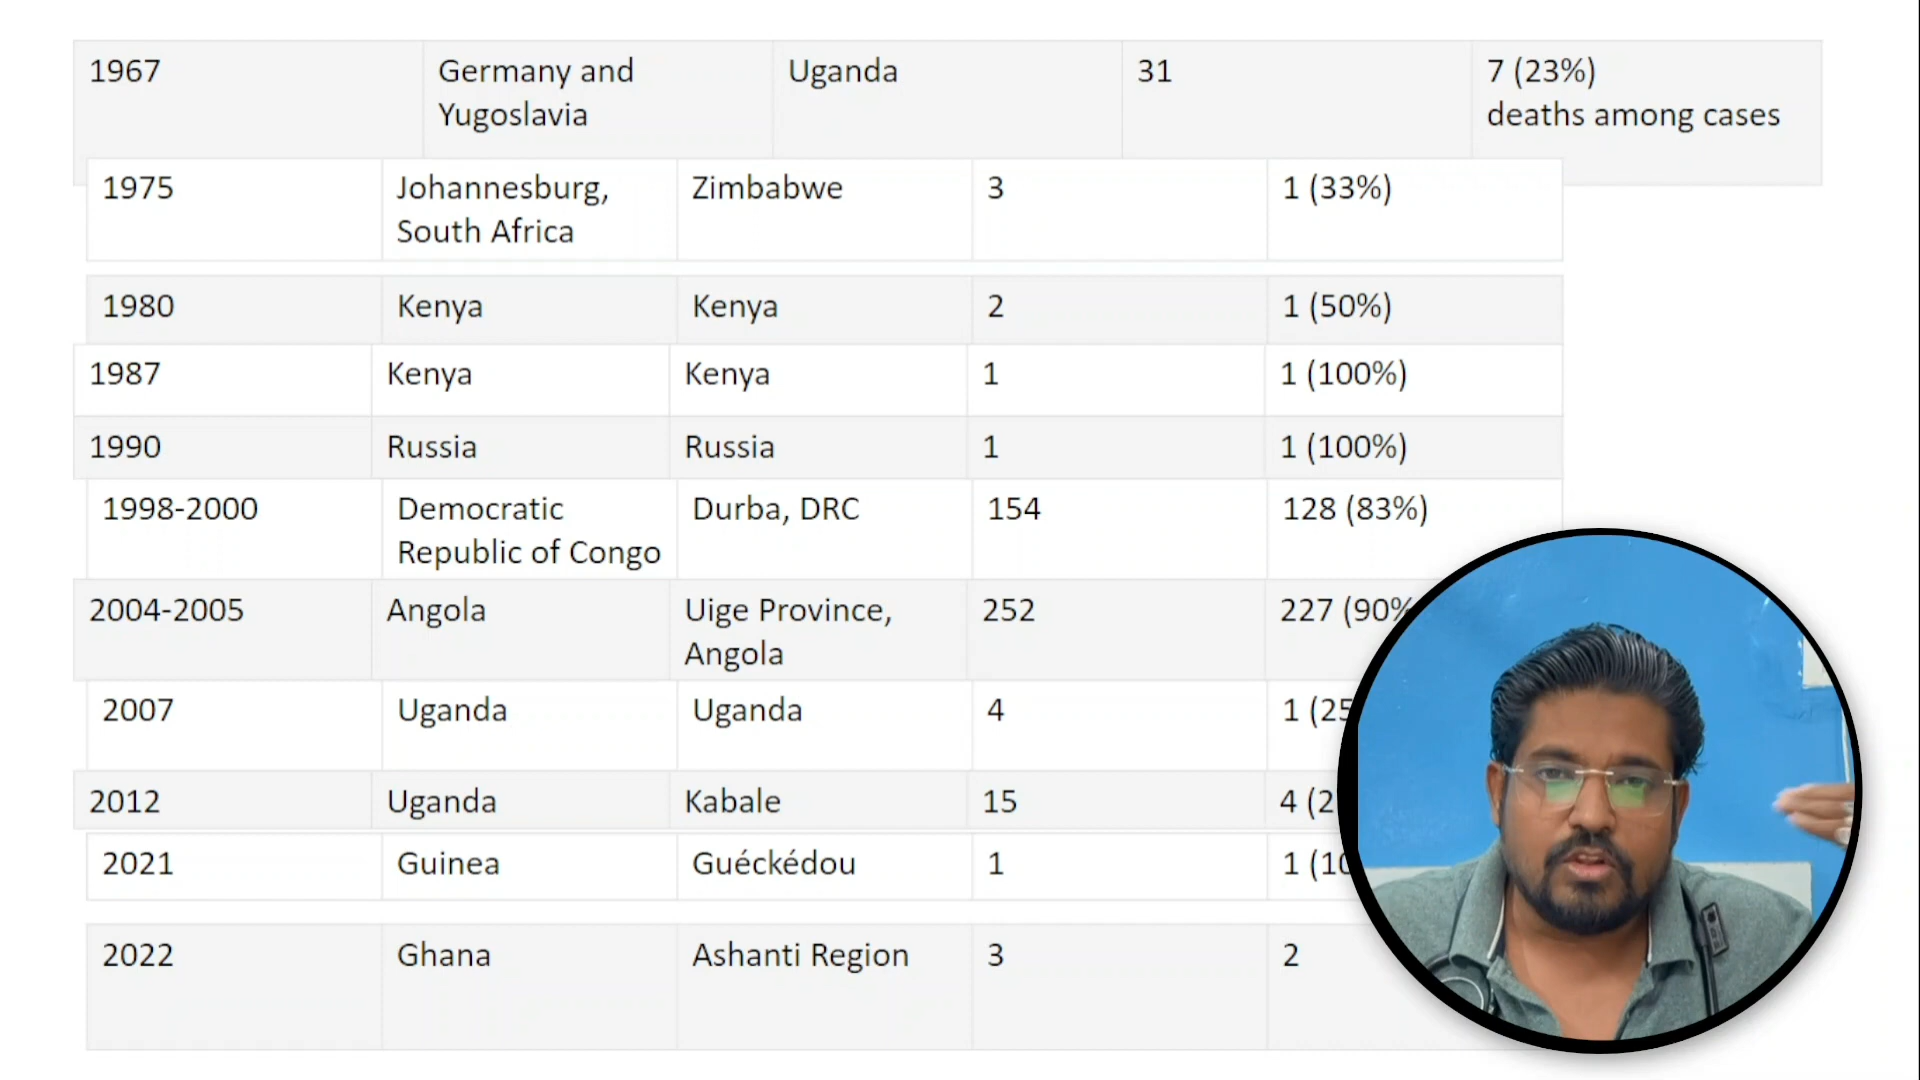 1967 Germany and Uganda 31 7 (23%)
Yugoslavia deaths among cases
1975 Johannesburg, Zimbabwe 3 1 (33%)
South Africa
1980 Kenya Kenya 2 1 (50%)
1987 Kenya Kenya 1 1 (100%)
1990 Russia Russia 1 1 (100%)
1998-2000 Democratic Durba, DRC 154 128 (83%)
Republic of Congo
2004-2005 Angola Uige Province, 252 227 (90%
Angola
2007 Uganda Uganda 4 1 (25
2012 Uganda Kabale 15 4 (2
2021 Guinea Guéckédou 1 1 (10
2022 Ghana Ashanti Region 3 2